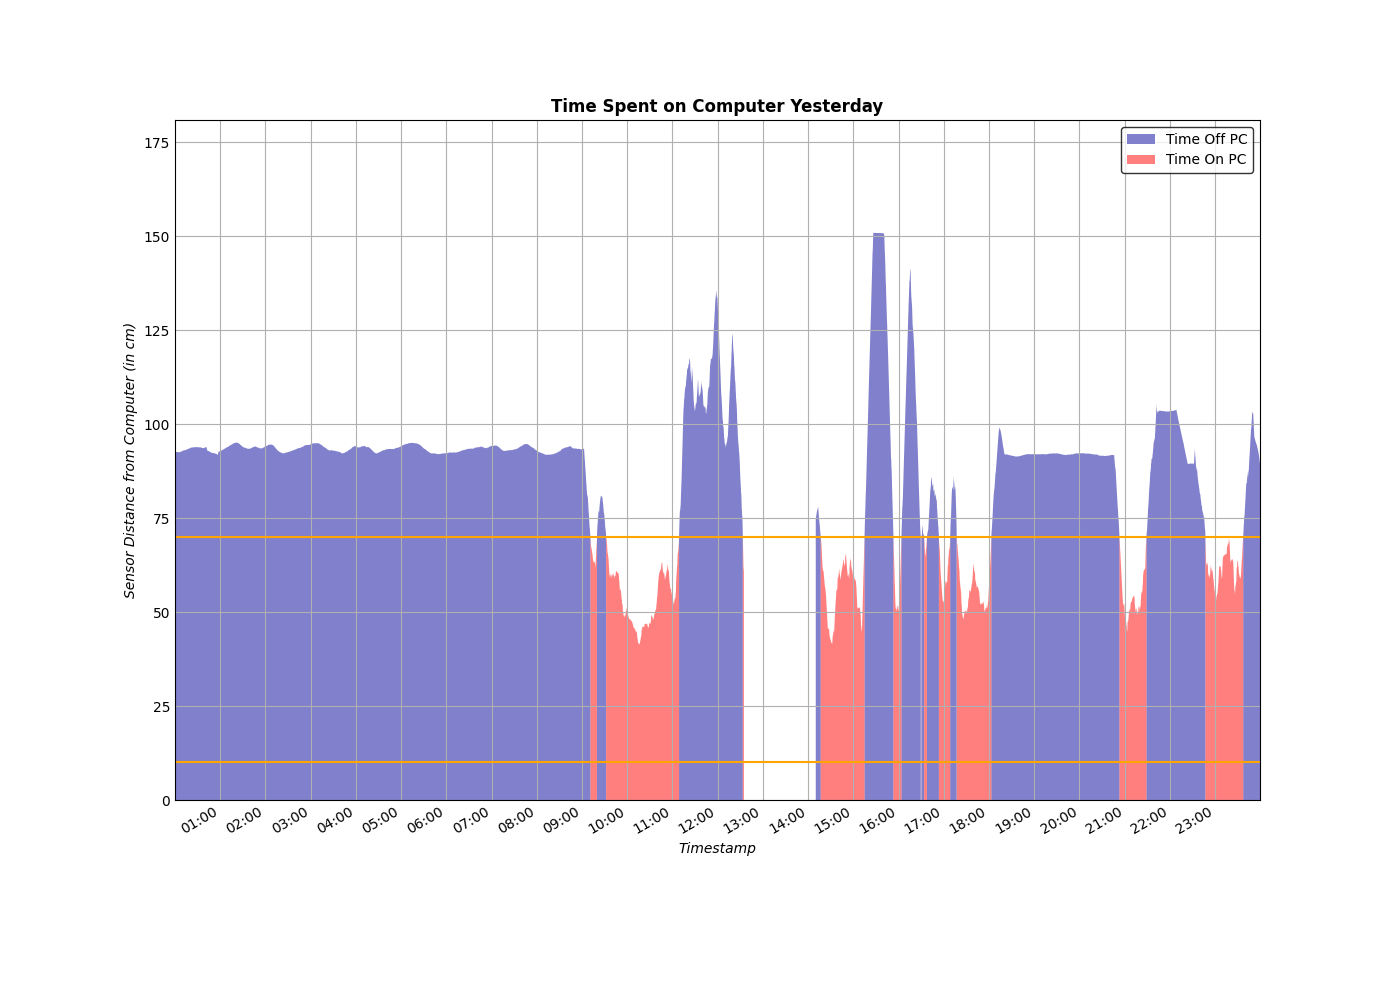 Time Spent on Computer Yesterday
Time Off PC
Time On PC
Sensor Distance from Computer (in cm)
175
150
125
100
75
50
25
0
01:00 02:00 03:00 04:00 05:00 06:00 07:00 08:00 09:00 10:00 11:00 12:00 13:00 14:00 15:00 16:00 17:00 18:00 19:00 20:00 21:00 22:00 23:00
Timestamp